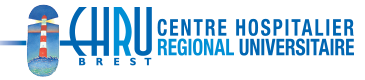 CHRU
BREST
CENTRE HOSPITALIER
REGIONAL UNIVERSITAIRE